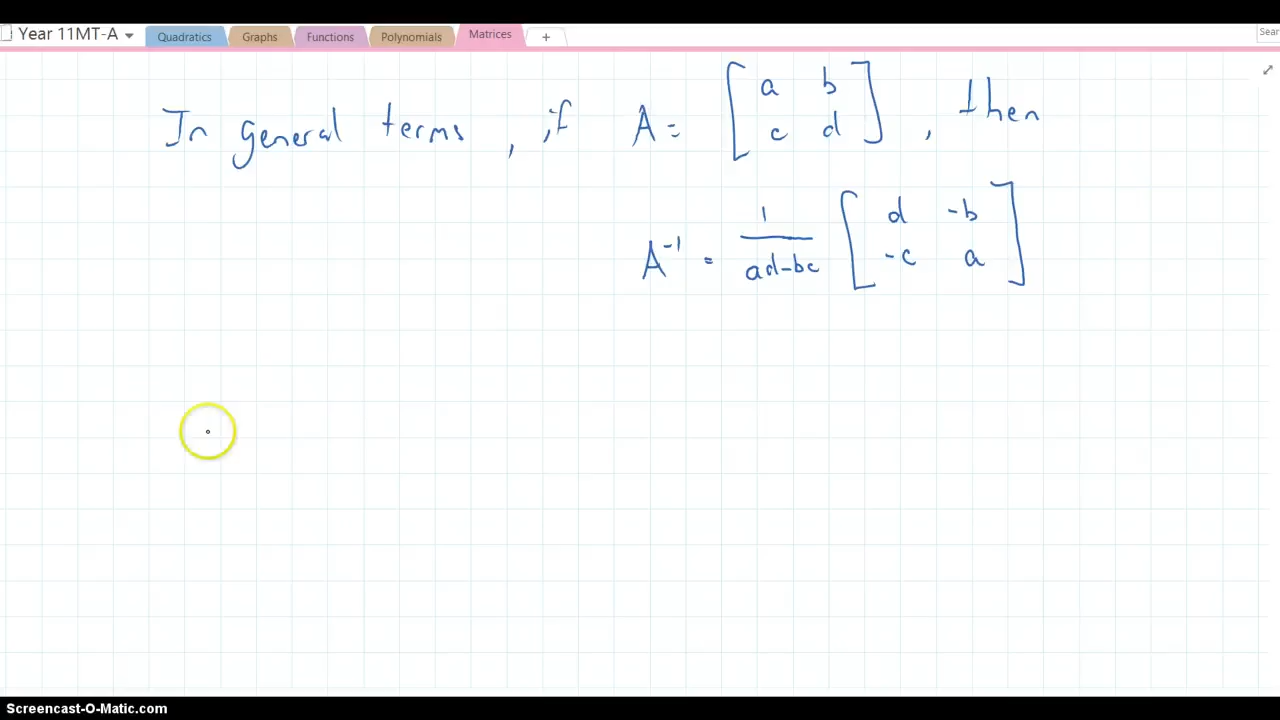 Year 11MT-A Quadratics Graphs Functions Polynomials Matrices + Sear
In general terms, if A = [ a b
c d ], then
A⁻¹ = 1/ad-bc [ d -b
-c a ]
Screencast-O-Matic.com